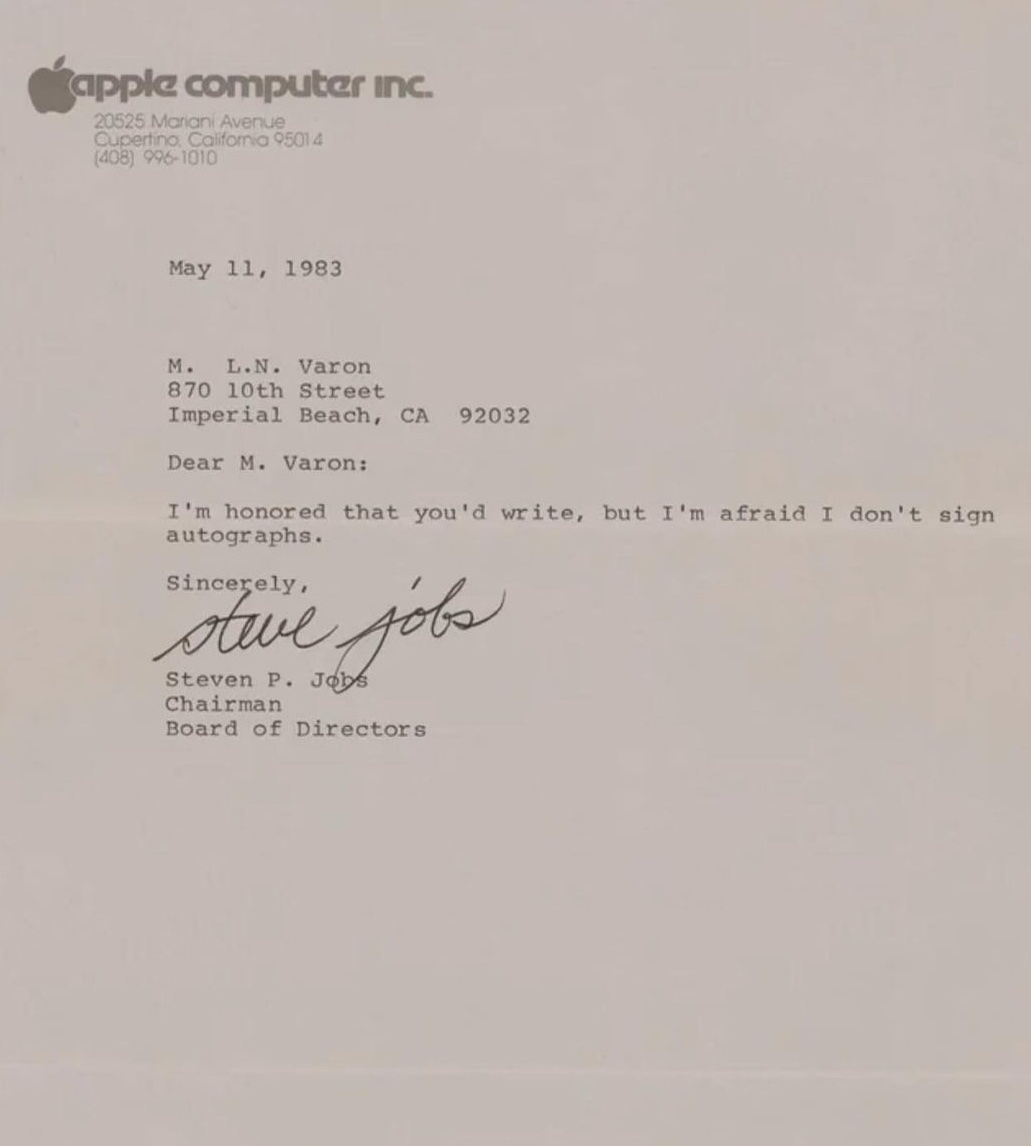 apple computer inc.
20525 Mariani Avenue
Cupertino, California 95014
(408) 996-1010
May 11, 1983
M.  L.N. Varon
870 10th Street
Imperial Beach, CA  92032
Dear M. Varon:
I'm honored that you'd write, but I'm afraid I don't sign
autographs.
Sincerely,
steve jobs
Steven P. Jobs
Chairman
Board of Directors